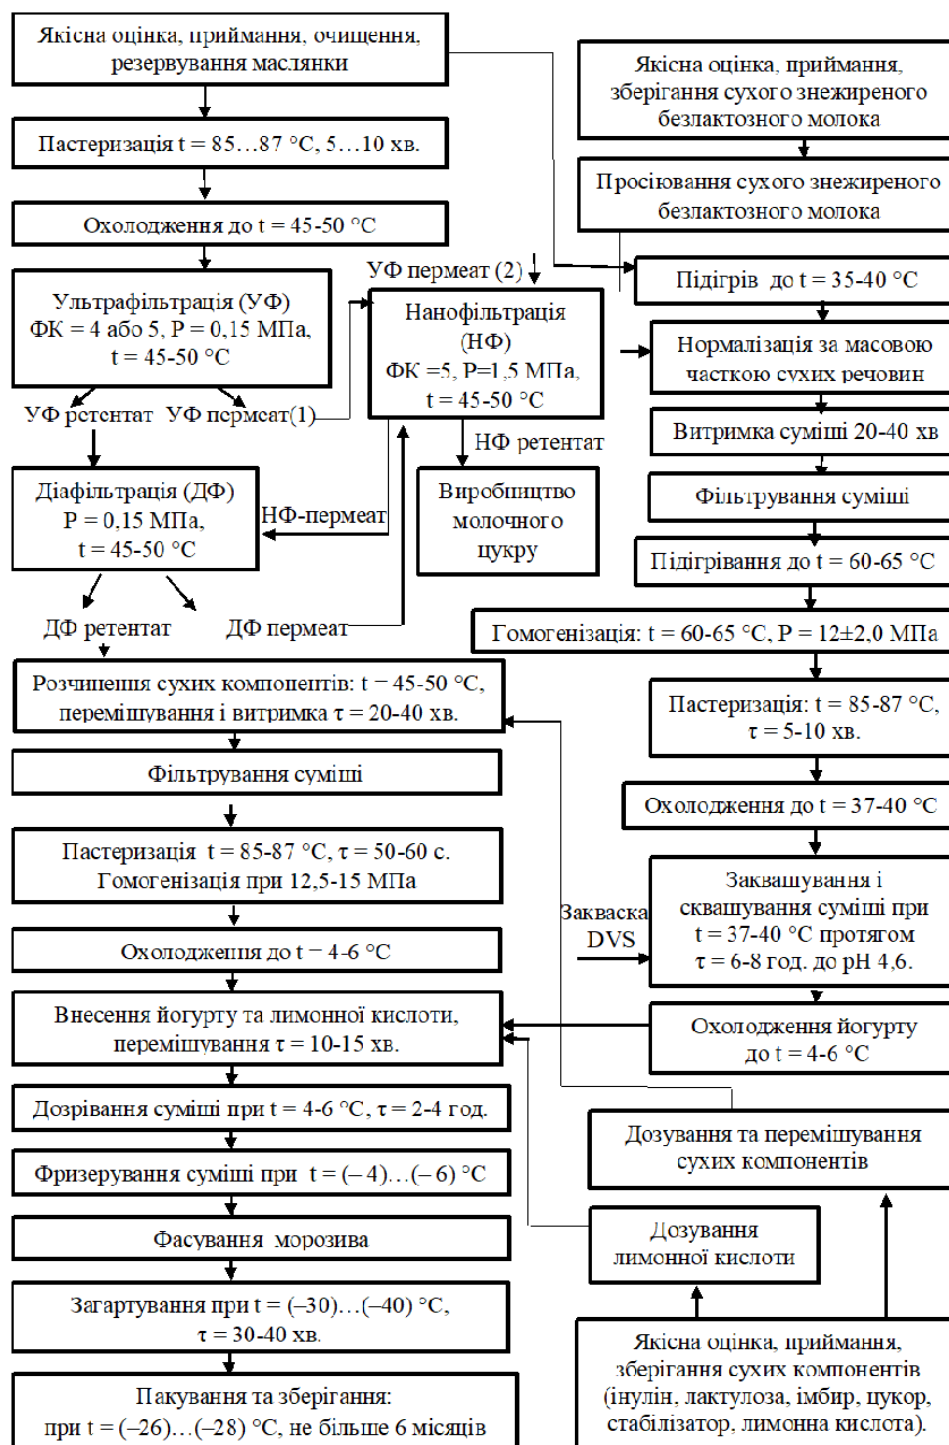 Якісна оцінка, приймання, очищення,
резервування маслянки
Пастеризація t = 85…87 °C, 5…10 хв.
Охолодження до t = 45-50 °C
Ультрафільтрація (УФ)
ФК = 4 або 5, Р = 0,15 МПа,
t = 45-50 °C
УФ ретентат
УФ пермеат(1)
Діафільтрація (ДФ)
Р = 0,15 МПа,
t = 45-50 °C
ДФ ретентат
ДФ пермеат
УФ пермеат (2)
Нанофільтрація
(НФ)
ФК =5, Р=1,5 МПа,
t = 45-50 °C
НФ ретентат
НФ-пермеат
Виробництво
молочного
цукру
Розчинення сухих компонентів: t = 45-50 °C,
перемішування і витримка τ = 20-40 хв.
Фільтрування суміші
Пастеризація t = 85-87 °C, τ = 50-60 с.
Гомогенізація при 12,5-15 МПа
Охолодження до t = 4-6 °C
Внесення йогурту та лимонної кислоти,
перемішування τ = 10-15 хв.
Дозрівання суміші при t = 4-6 °C, τ = 2-4 год.
Фризерування суміші при t = (– 4)…(– 6) °C
Фасування морозива
Загартування при t = (–30)…(–40) °C,
τ = 30-40 хв.
Пакування та зберігання:
при t = (–26)…(–28) °C, не більше 6 місяців
Якісна оцінка, приймання,
зберігання сухого знежиреного
безлактозного молока
Просіювання сухого знежиреного
безлактозного молока
Підігрів до t = 35-40 °C
Нормалізація за масовою
часткою сухих речовин
Витримка суміші 20-40 хв
Фільтрування суміші
Підігрівання до t = 60-65 °C
Гомогенізація: t = 60-65 °C, Р = 12±2,0 МПа
Пастеризація: t = 85-87 °C,
τ = 5-10 хв.
Охолодження до t = 37-40 °C
Закваска
DVS
Заквашування і
сквашування суміші при
t = 37-40 °C протягом
τ = 6-8 год. до рН 4,6.
Охолодження йогурту
до t = 4-6 °C
Дозування та перемішування
сухих компонентів
Дозування
лимонної кислоти
Якісна оцінка, приймання,
зберігання сухих компонентів
(інулін, лактулоза, імбир, цукор,
стабілізатор, лимонна кислота).